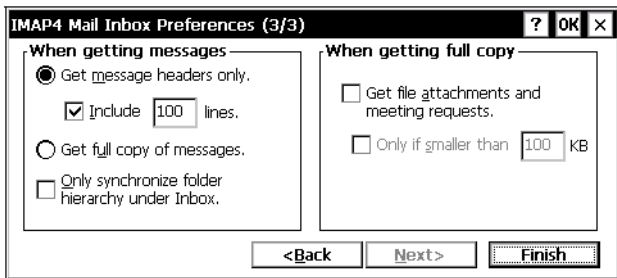 IMAP4 Mail Inbox Preferences (3/3) ? OK ×
When getting messages
Get message headers only.
Include 100 lines.
Get full copy of messages.
Only synchronize folder
hierarchy under Inbox.
When getting full copy
Get file attachments and
meeting requests.
Only if smaller than 100 KB
<Back Next> Finish